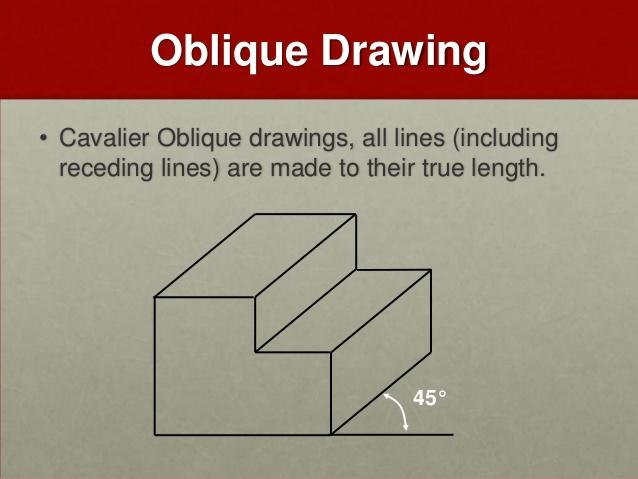 Oblique Drawing
• Cavalier Oblique drawings, all lines (including
receding lines) are made to their true length.
45°